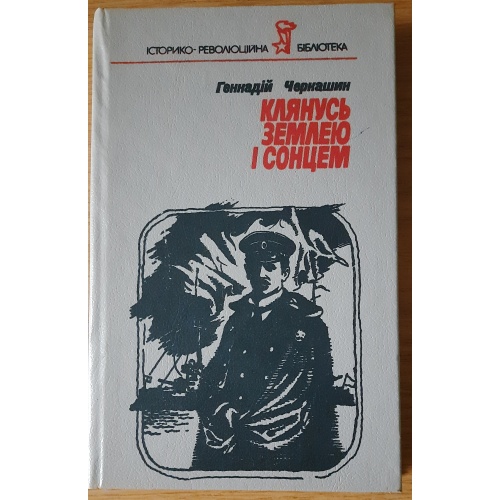 ІСТОРИКО-РЕВОЛЮЦІЙНА БІБЛІОТЕКА
Геннадій Черкашин
КЛЯНУСЬ
ЗЕМЛЕЮ
І СОНЦЕМ